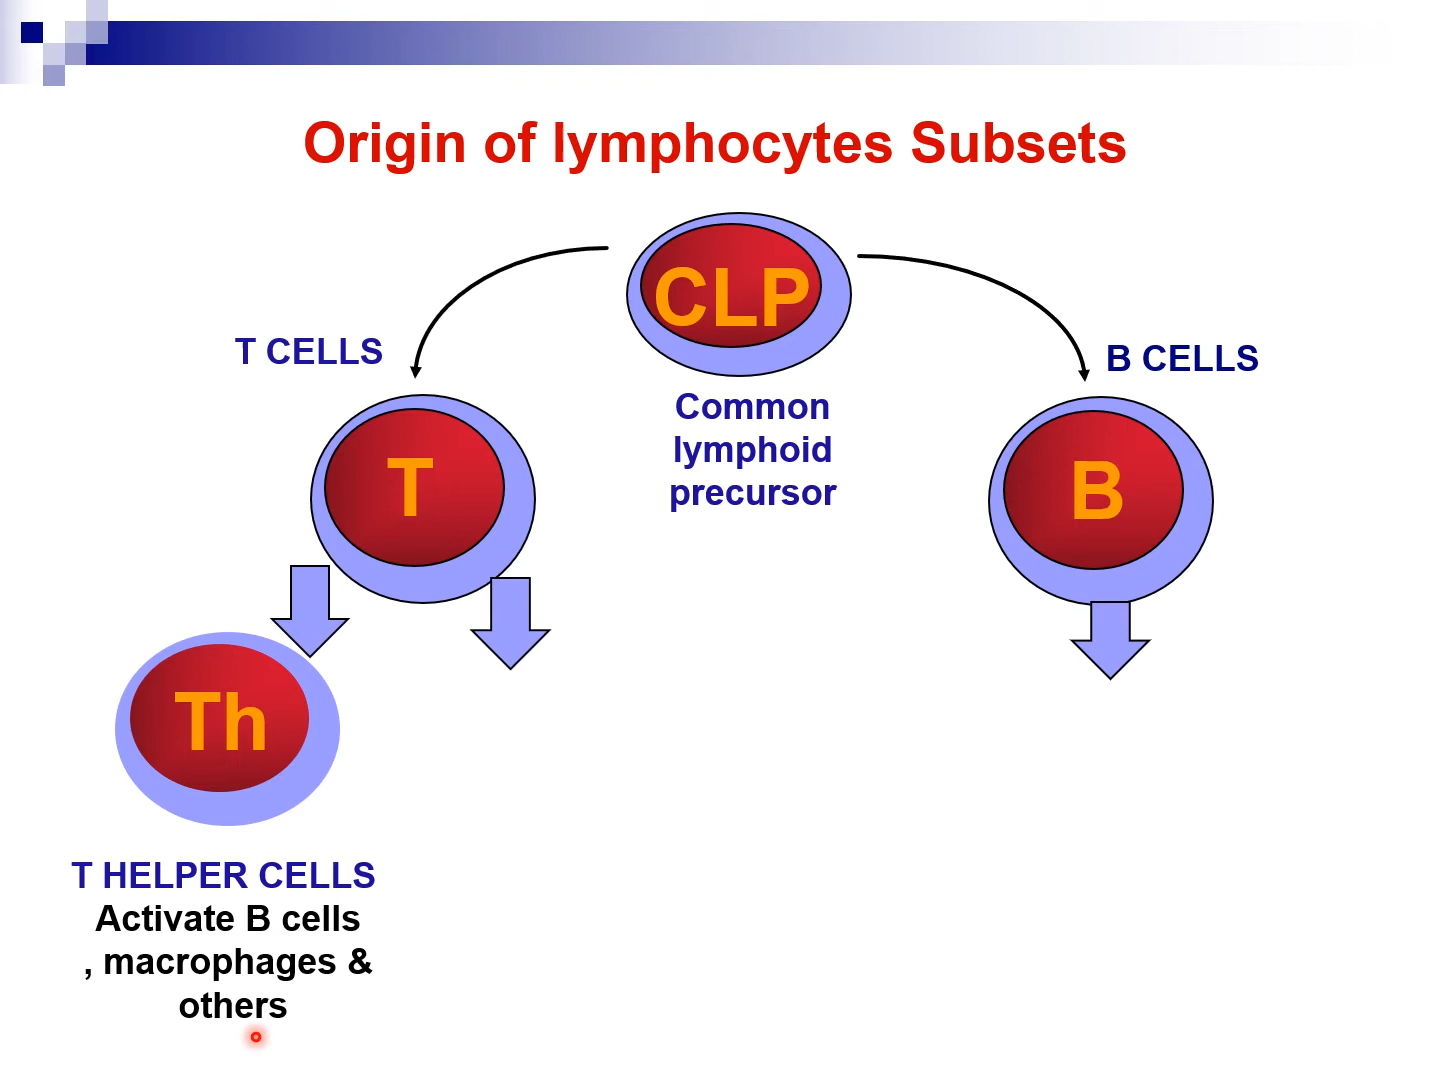 Origin of lymphocytes Subsets
CLP
T CELLS
B CELLS
Common
lymphoid
precursor
T
B
Th
T HELPER CELLS
Activate B cells
, macrophages &
others